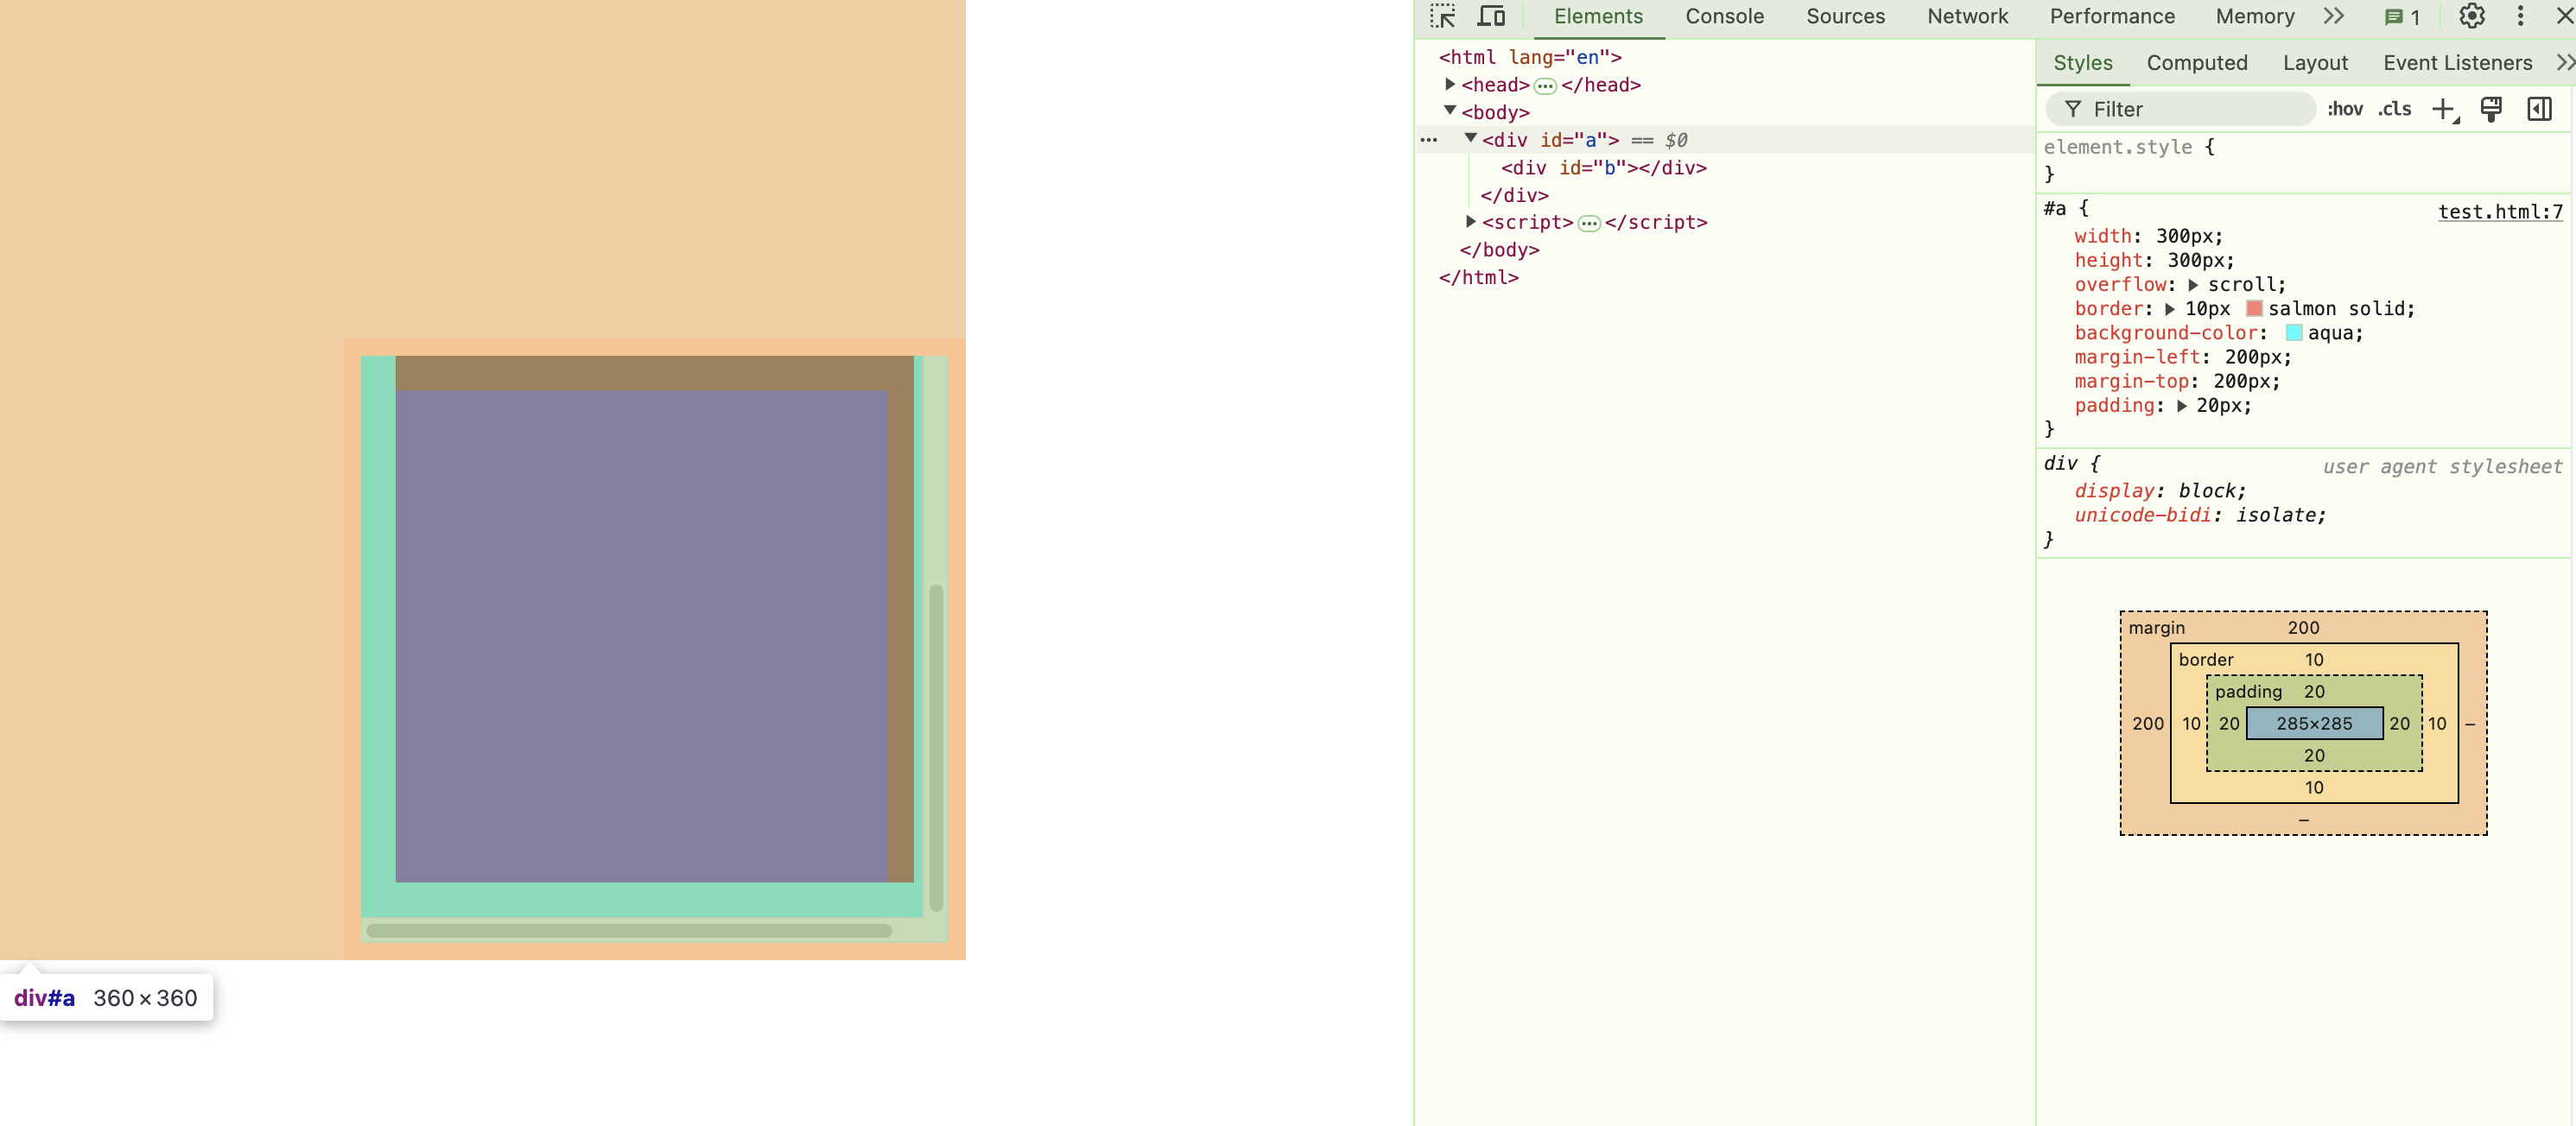 Elements Console Sources Network Performance Memory 1
<html lang="en">
<head>…</head>
<body>
… <div id="a"> == $0
<div id="b"></div>
</div>
<script>…</script>
</body>
</html>
Styles Computed Layout Event Listeners
Filter :hov .cls
element.style {
}
#a { test.html:7
width: 300px;
height: 300px;
overflow: scroll;
border: 10px salmon solid;
background-color: aqua;
margin-left: 200px;
margin-top: 200px;
padding: 20px;
}
div { user agent stylesheet
display: block;
unicode-bidi: isolate;
}
margin 200
border 10
padding 20
200 10 20 285×285 20 10 –
20
10
–
div#a 360×360